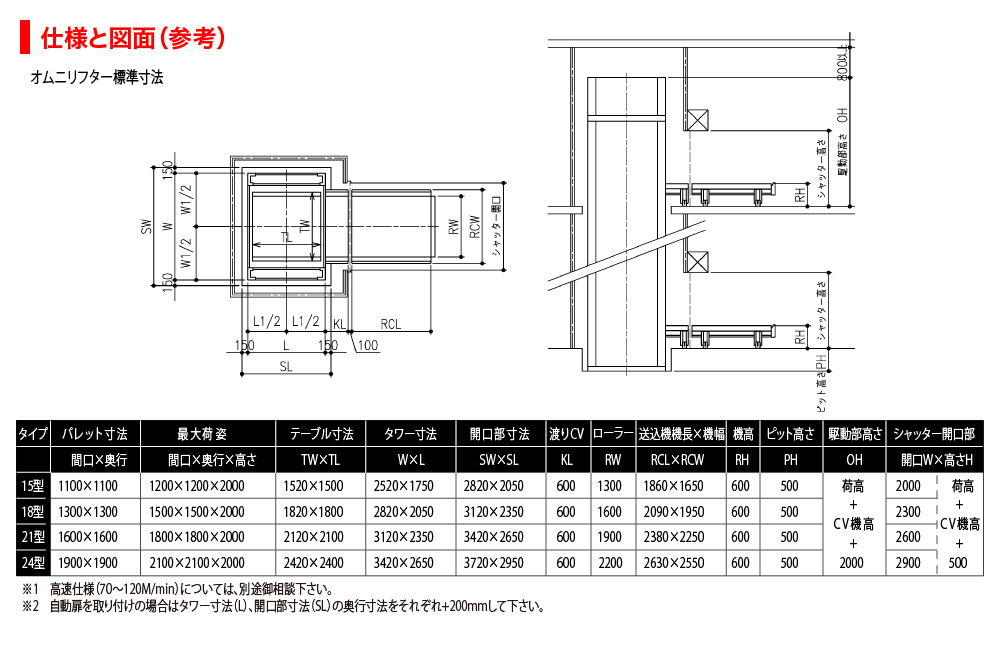 仕様と図面(参考)
オムニリフター標準寸法
150
W1/2
SW
W
W1/2
150
TW
TL
RW
RCW
シャッター開口
L1/2
L1/2
KL
RCL
150
L
150
100
SL
800以上
OH
駆動部高さ
シャッター高さ
RH
シャッター高さ
RH
PH
ピット高さ
タイプ パレット寸法 最大荷姿 テーブル寸法 タワー寸法 開口部寸法 渡りCV ローラー 送込機機長×機幅 機高 ピット高さ 駆動部高さ シャッター開口部
間口×奥行 間口×奥行×高さ TW×TL W×L SW×SL KL RW RCL×RCW RH PH OH 開口W×高さH
15型 1100×1100 1200×1200×2000 1520×1500 2520×1750 2820×2050 600 1300 1860×1650 600 500 荷高 2000 荷高
+ +
18型 1300×1300 1500×1500×2000 1820×1800 2820×2050 3120×2350 600 1600 2090×1950 600 500 2300
CV機高 CV機高
21型 1600×1600 1800×1800×2000 2120×2100 3120×2350 3420×2650 600 1900 2380×2250 600 500 2600
+ +
24型 1900×1900 2100×2100×2000 2420×2400 3420×2650 3720×2950 600 2200 2630×2550 600 500 2000 2900 500
※1 高速仕様(70〜120M/min)については、別途御相談下さい。
※2 自動扉を取り付けの場合はタワー寸法(L)、開口部寸法(SL)の奥行寸法をそれぞれ+200mmして下さい。